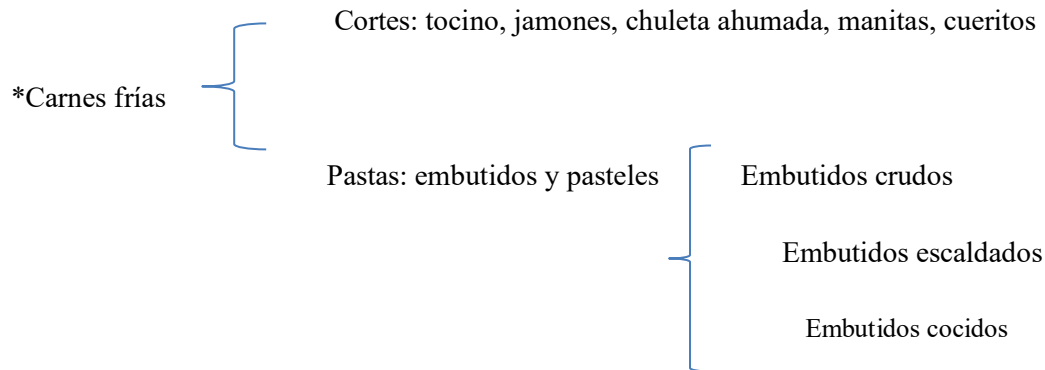 Cortes: tocino, jamones, chuleta ahumada, manitas, cueritos
*Carnes frías
Pastas: embutidos y pasteles
Embutidos crudos
Embutidos escaldados
Embutidos cocidos